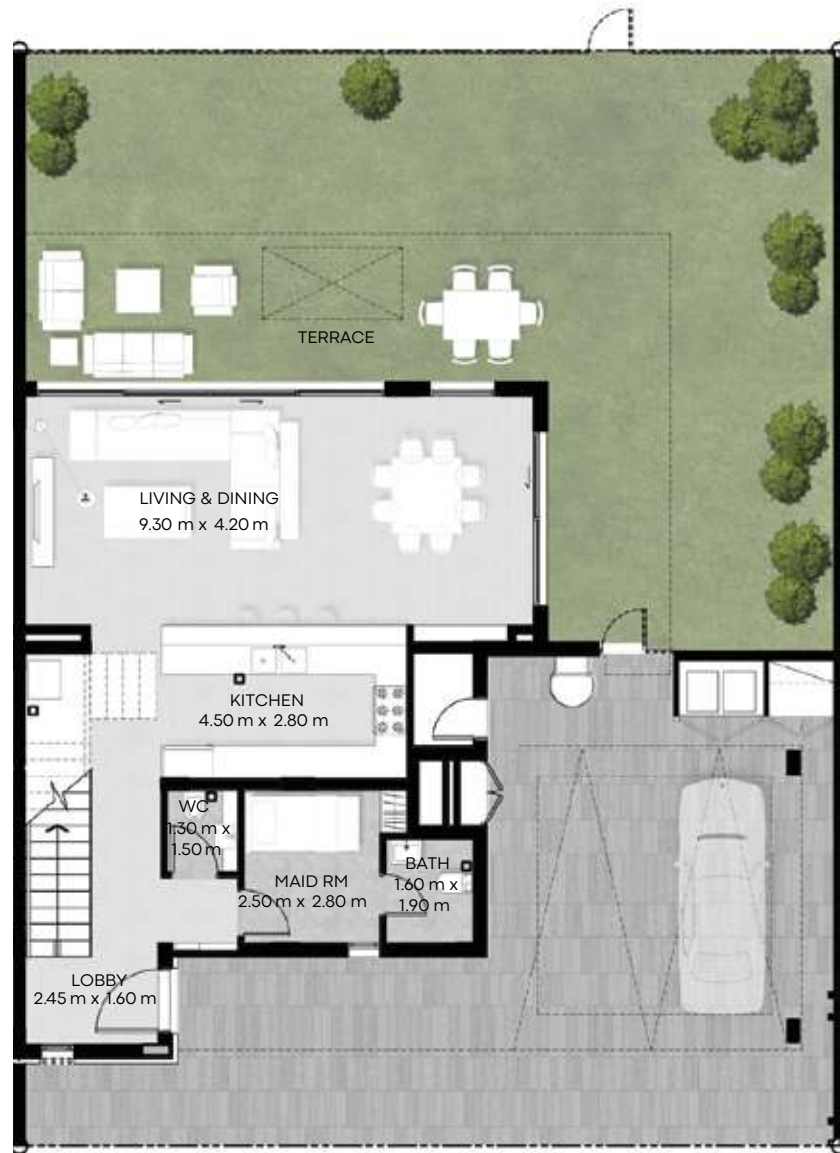 TERRACE
LIVING & DINING
9.30 m x 4.20 m
KITCHEN
4.50 m x 2.80 m
WC
1.30 m x
1.50 m
MAID RM
2.50 m x 2.80 m
BATH
1.60 m x
1.90 m
LOBBY
2.45 m x 1.60 m